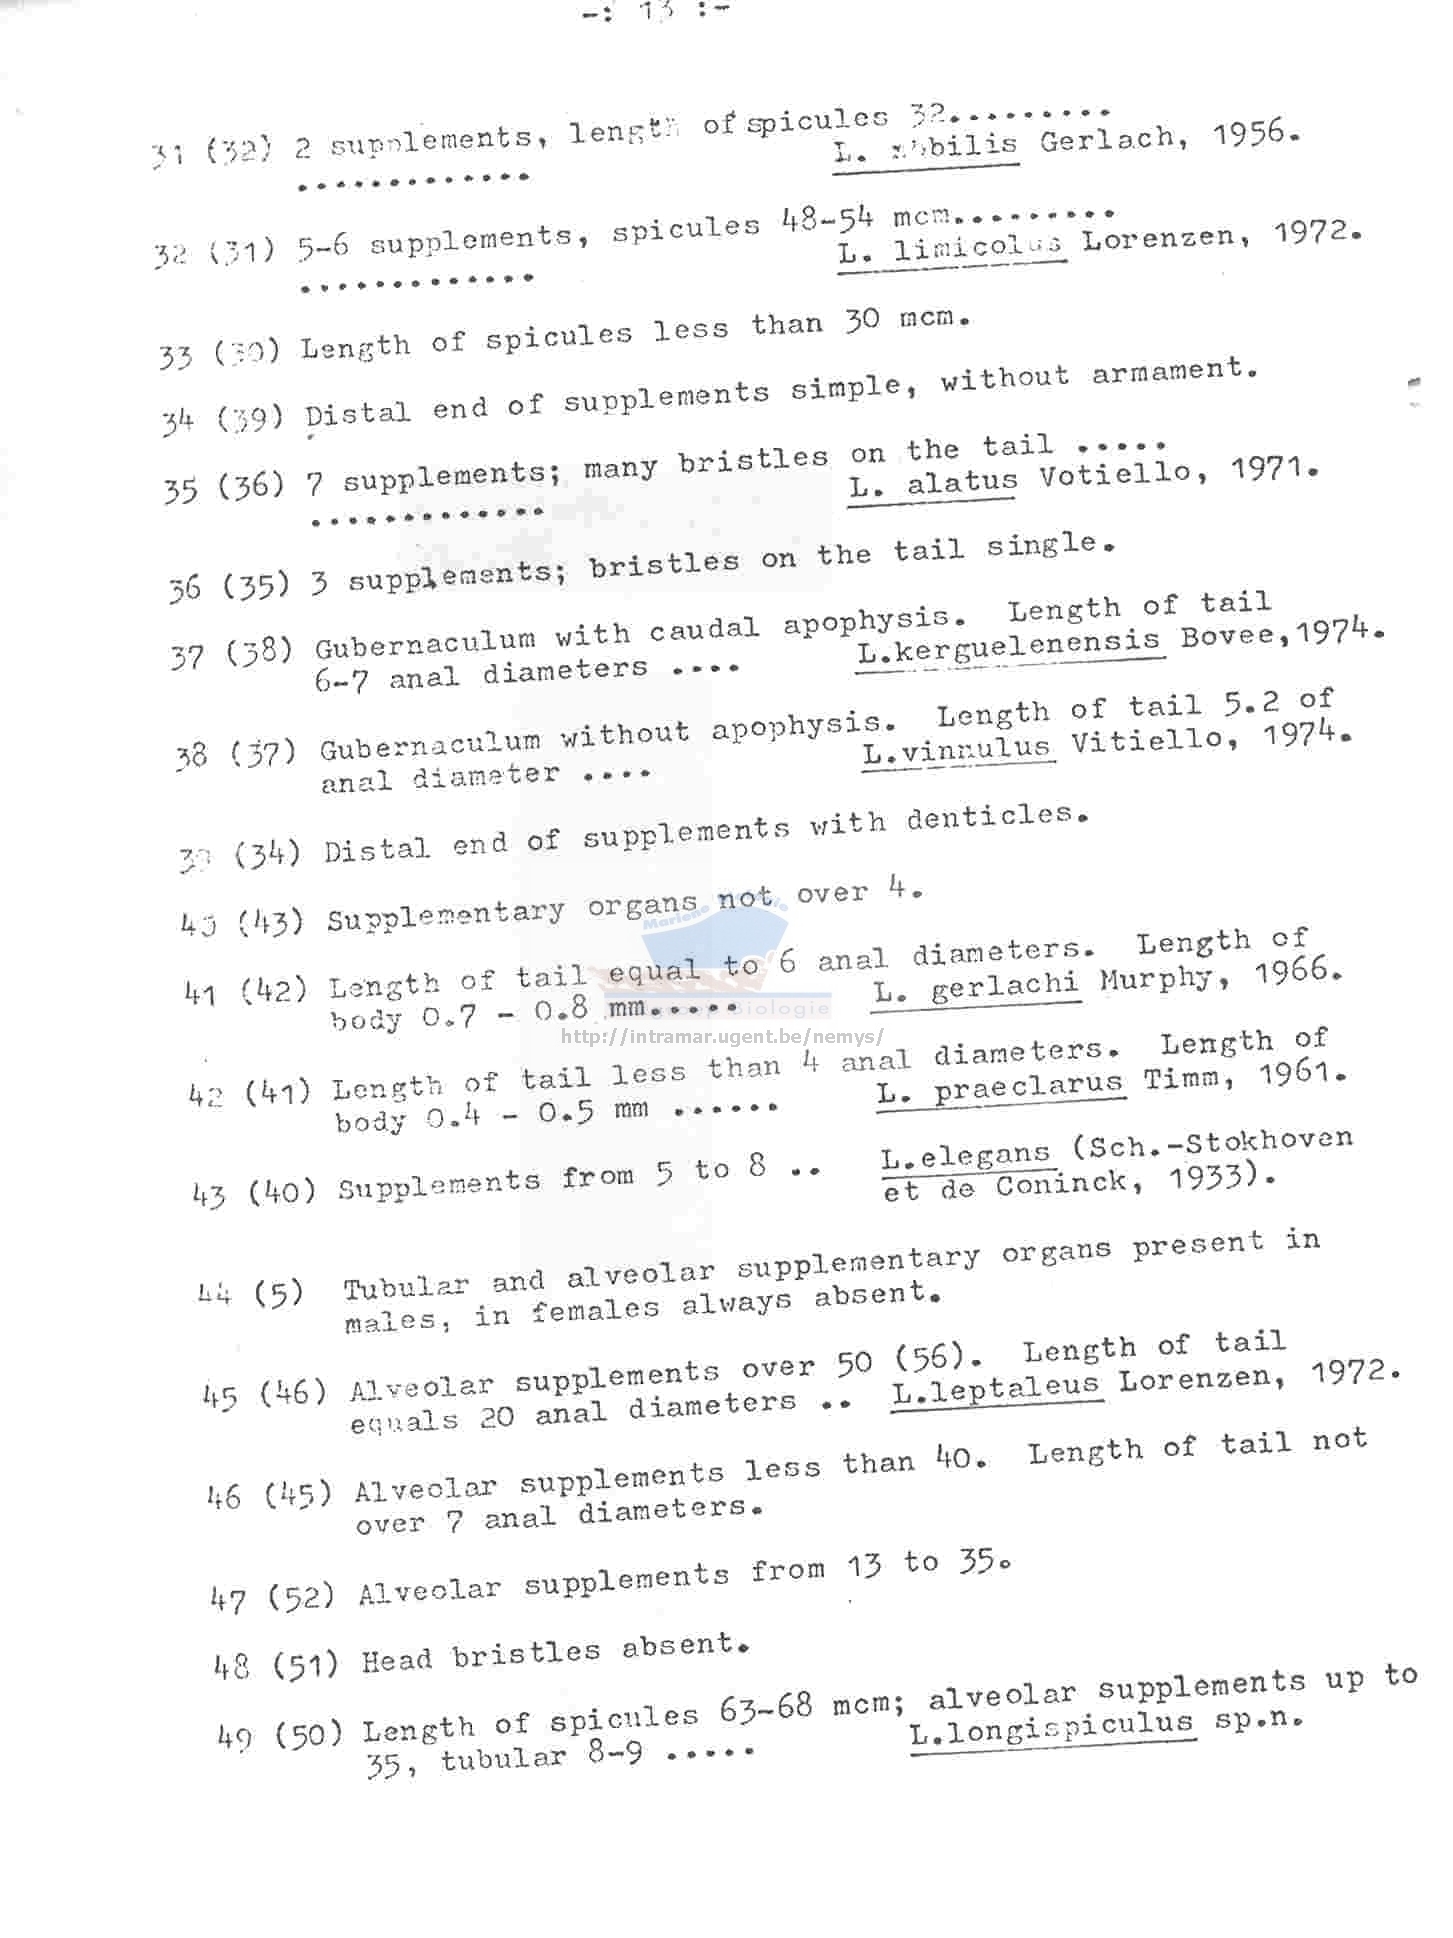 -: 13 :-
31 (32) 2 supplements, length of spicules 32.........
............. L. Gerlach, 1956.
32 (31) 5-6 supplements, spicules 48-54 mcm.........
............. L. limicolus Lorenzen, 1972.
33 (30) Length of spicules less than 30 mcm.
34 (39) Distal end of supplements simple, without armament.
35 (36) 7 supplements; many bristles on the tail .....
............. L. alatus Votiello, 1971.
36 (35) 3 supplements; bristles on the tail single.
37 (38) Gubernaculum with caudal apophysis. Length of tail
6-7 anal diameters .... L.kerguelenensis Bovee,1974.
38 (37) Gubernaculum without apophysis. Length of tail 5.2 of
anal diameter .... L.vinnulus Vitiello, 1974.
39 (34) Distal end of supplements with denticles.
40 (43) Supplementary organs not over 4.
41 (42) Length of tail equal to 6 anal diameters. Length of
body 0.7 - 0.8 mm..... L. gerlachi Murphy, 1966.
http://intramar.ugent.be/nemys/
42 (41) Length of tail less than 4 anal diameters. Length of
body 0.4 - 0.5 mm ...... L. praeclarus Timm, 1961.
43 (40) Supplements from 5 to 8 .. L.elegans (Sch.-Stokhoven
et de Coninck, 1933).
44 (5) Tubular and alveolar supplementary organs present in
males, in females always absent.
45 (46) Alveolar supplements over 50 (56). Length of tail
equals 20 anal diameters .. L.leptaleus Lorenzen, 1972.
46 (45) Alveolar supplements less than 40. Length of tail not
over 7 anal diameters.
47 (52) Alveolar supplements from 13 to 35.
48 (51) Head bristles absent.
49 (50) Length of spicules 63-68 mcm; alveolar supplements up to
35, tubular 8-9 ..... L.longispiculus sp.n.